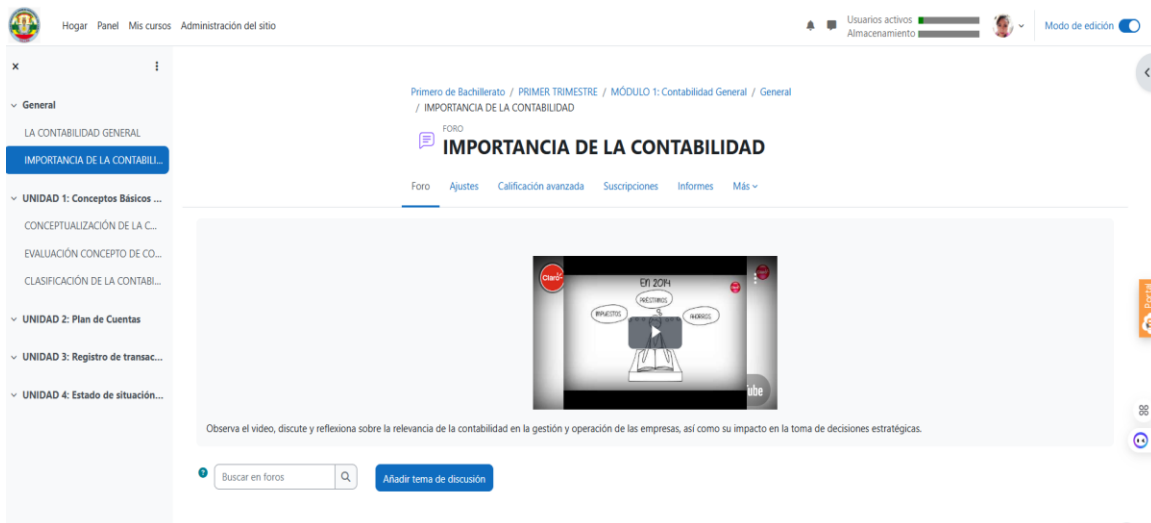 Hogar Panel Mis cursos Administración del sitio
Usuarios activos
Almacenamiento
Modo de edición
General
LA CONTABILIDAD GENERAL
IMPORTANCIA DE LA CONTABILI...
UNIDAD 1: Conceptos Básicos ...
CONCEPTUALIZACIÓN DE LA C...
EVALUACIÓN CONCEPTO DE CO...
CLASIFICACIÓN DE LA CONTABI...
UNIDAD 2: Plan de Cuentas
UNIDAD 3: Registro de transac...
UNIDAD 4: Estado de situación...
Primero de Bachillerato / PRIMER TRIMESTRE / MÓDULO 1: Contabilidad General / General
/ IMPORTANCIA DE LA CONTABILIDAD
FORO
IMPORTANCIA DE LA CONTABILIDAD
Foro Ajustes Calificación avanzada Suscripciones Informes Más
Claro
En 2014
PRÉSTAMOS
IMPUESTOS
AHORROS
ube
Observa el video, discute y reflexiona sobre la relevancia de la contabilidad en la gestión y operación de las empresas, así como su impacto en la toma de decisiones estratégicas.
Buscar en foros
Añadir tema de discusión
Portal